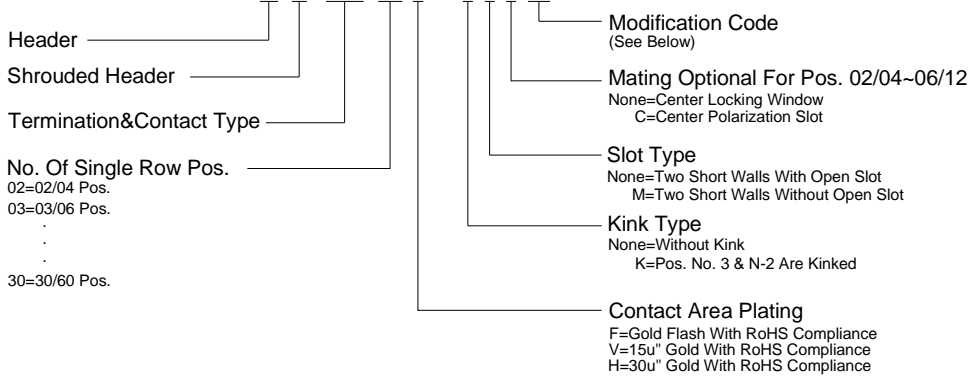 Header
Shrouded Header
Termination&Contact Type
No. Of Single Row Pos.
02=02/04 Pos.
03=03/06 Pos.
.
.
.
30=30/60 Pos.
Modification Code
(See Below)
Mating Optional For Pos. 02/04~06/12
None=Center Locking Window
C=Center Polarization Slot
Slot Type
None=Two Short Walls With Open Slot
M=Two Short Walls Without Open Slot
Kink Type
None=Without Kink
K=Pos. No. 3 & N-2 Are Kinked
Contact Area Plating
F=Gold Flash With RoHS Compliance
V=15u" Gold With RoHS Compliance
H=30u" Gold With RoHS Compliance